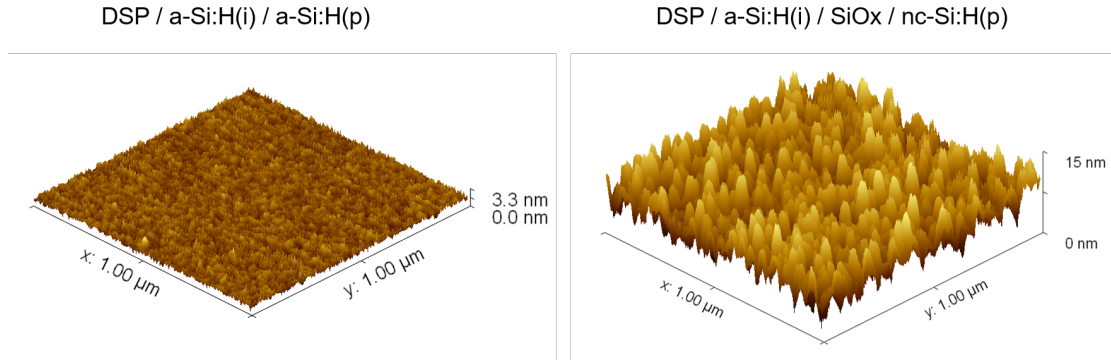 DSP / a-Si:H(i) / a-Si:H(p)
3.3 nm
0.0 nm
x: 1.00 µm
y: 1.00 µm
DSP / a-Si:H(i) / SiOx / nc-Si:H(p)
15 nm
0 nm
x: 1.00 µm
y: 1.00 µm